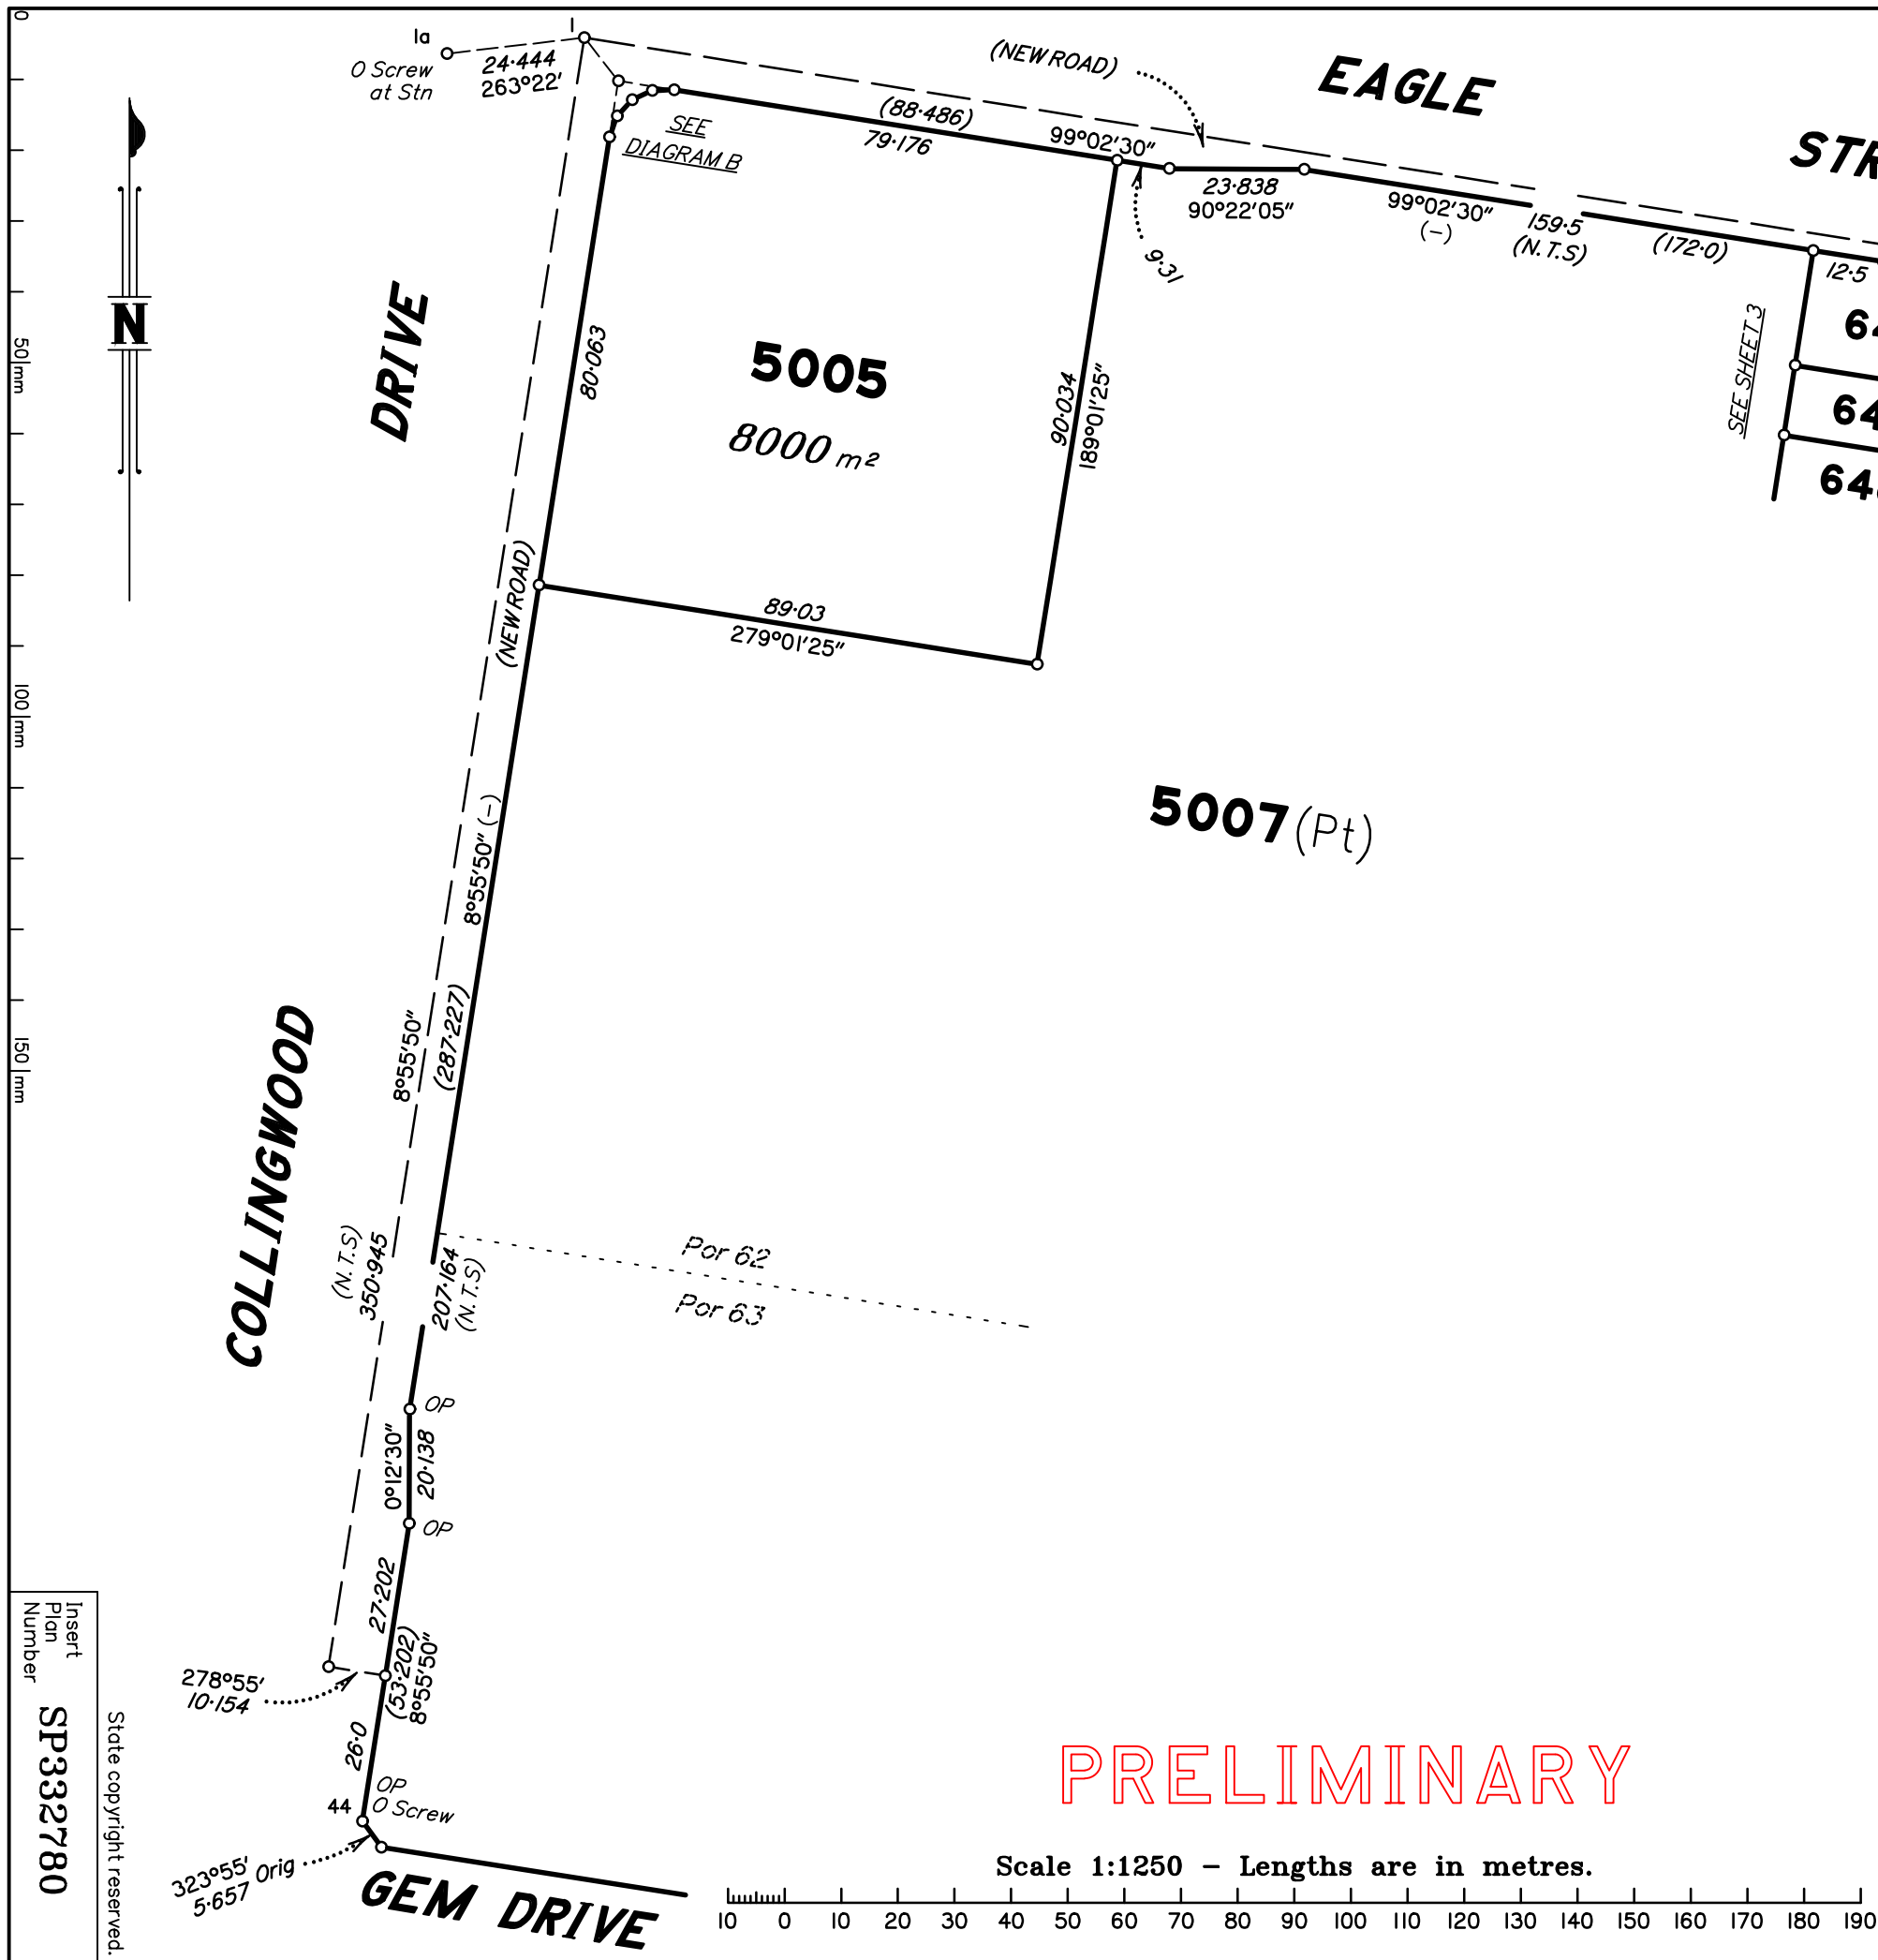 0
50 mm
100 mm
150 mm
N
1a
O Screw
at Stn
24·444
263°22'
1
(NEW ROAD)
EAGLE
SEE
DIAGRAM B
(88·486)
79·176
99°02'30"
9·31
23·838
90°22'05"
99°02'30"
(–)
159·5
(N.T.S)
(172·0)
12·5
SEE SHEET 3
DRIVE
80·063
5005
8000 m²
90·034
189°01'25"
89·03
279°01'25"
(NEW ROAD)
5007 (Pt)
8°55'50" (–)
(287·227)
8°55'50"
COLLINGWOOD
(N.T.S)
350·945
207·164
(N.T.S)
Por 62
Por 63
OP
0°12'30"
20·138
OP
27·202
(53·202)
8°55'50"
278°55'
10·154
26·0
OP
44 O Screw
323°55' Orig
5·657
GEM DRIVE
Insert
Plan
Number
SP332780
State copyright reserved.
PRELIMINARY
Scale 1:1250 – Lengths are in metres.
10 0 10 20 30 40 50 60 70 80 90 100 110 120 130 140 150 160 170 180 190